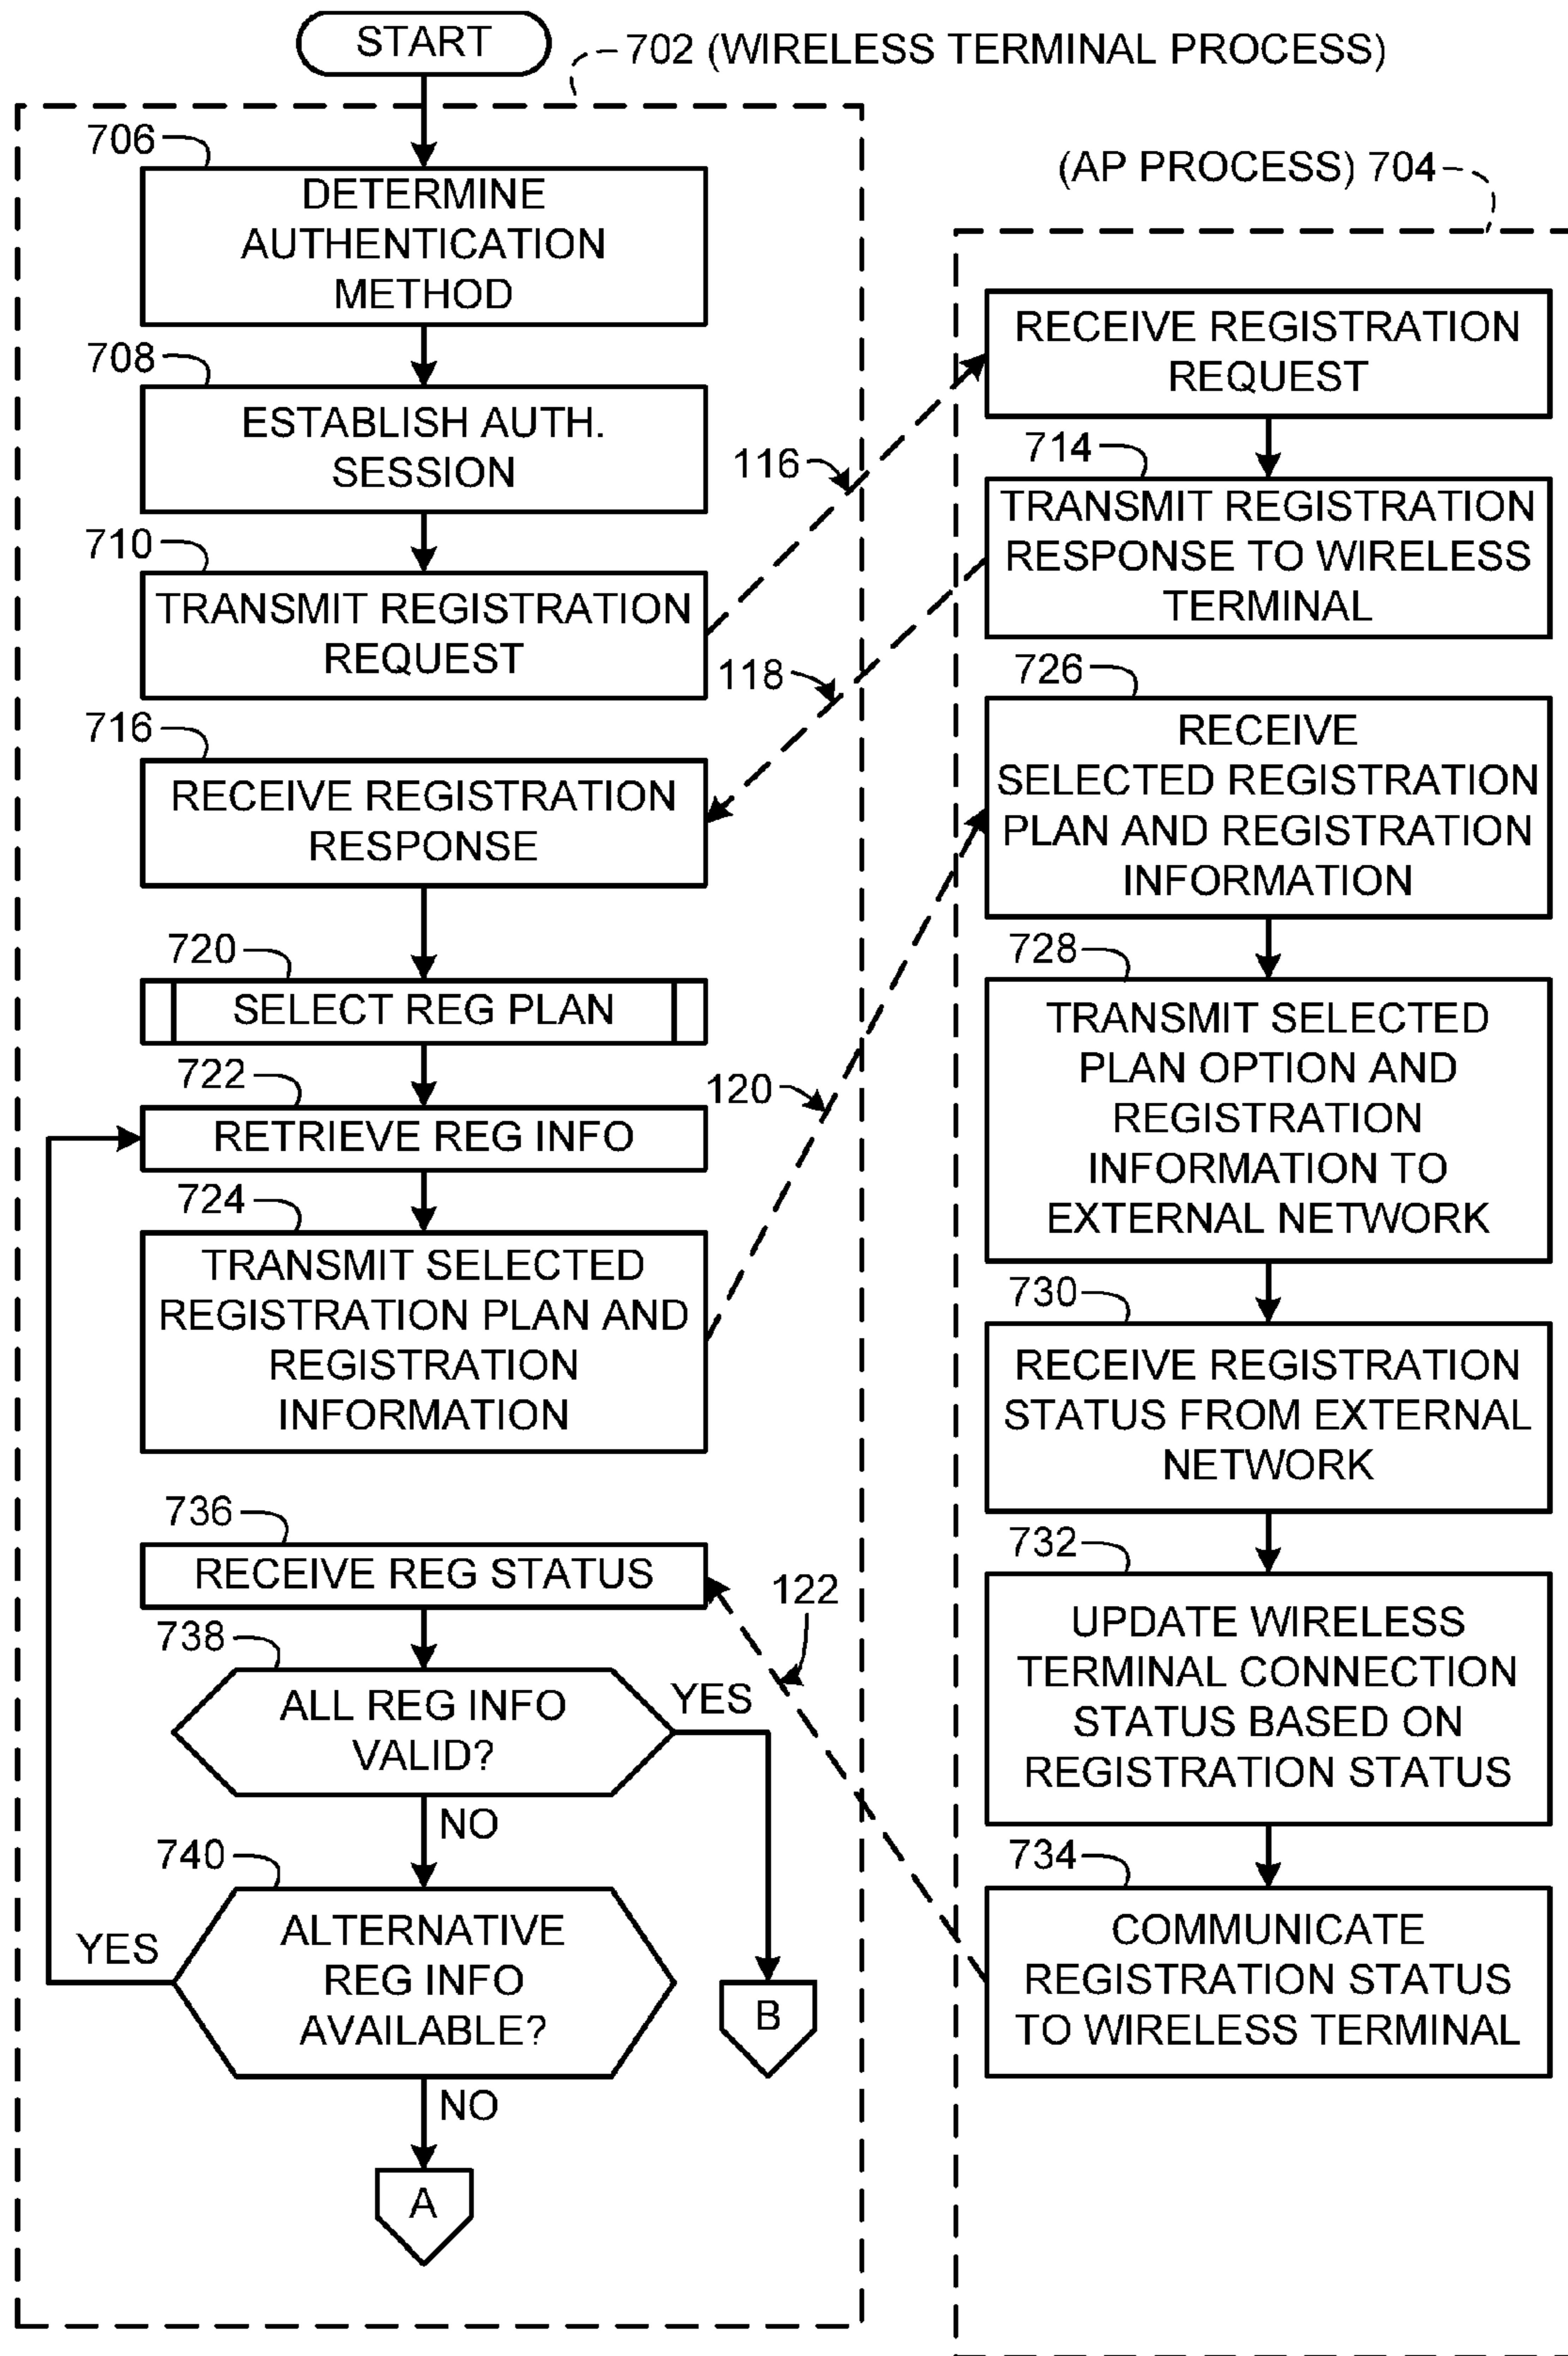 START
702 (WIRELESS TERMINAL PROCESS)
706
DETERMINE
AUTHENTICATION
METHOD
708
ESTABLISH AUTH.
SESSION
710
TRANSMIT REGISTRATION
REQUEST
716
RECEIVE REGISTRATION
RESPONSE
720
SELECT REG PLAN
722
RETRIEVE REG INFO
724
TRANSMIT SELECTED
REGISTRATION PLAN AND
REGISTRATION
INFORMATION
736
RECEIVE REG STATUS
738
ALL REG INFO
VALID?
YES
NO
740
ALTERNATIVE
REG INFO
AVAILABLE?
YES
NO
A
B
116
118
120
122
(AP PROCESS) 704
RECEIVE REGISTRATION
REQUEST
714
TRANSMIT REGISTRATION
RESPONSE TO WIRELESS
TERMINAL
726
RECEIVE
SELECTED REGISTRATION
PLAN AND REGISTRATION
INFORMATION
728
TRANSMIT SELECTED
PLAN OPTION AND
REGISTRATION
INFORMATION TO
EXTERNAL NETWORK
730
RECEIVE REGISTRATION
STATUS FROM EXTERNAL
NETWORK
732
UPDATE WIRELESS
TERMINAL CONNECTION
STATUS BASED ON
REGISTRATION STATUS
734
COMMUNICATE
REGISTRATION STATUS
TO WIRELESS TERMINAL